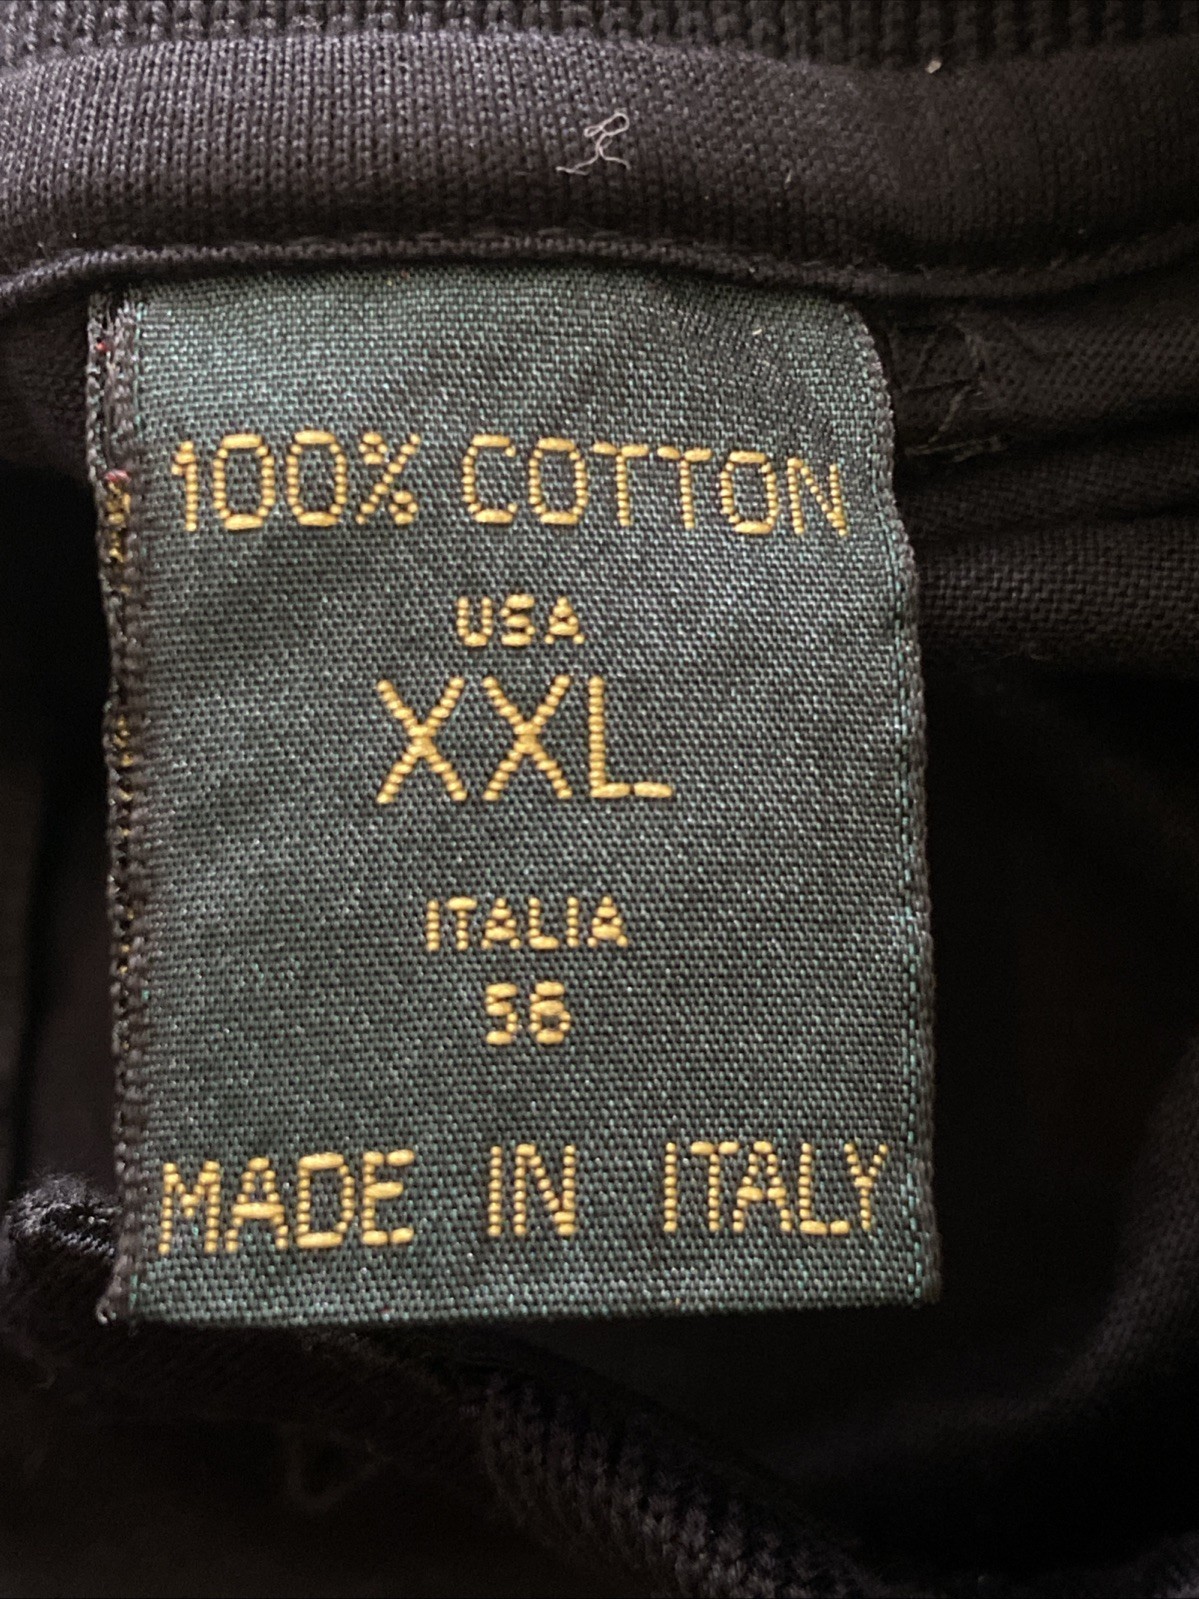 100% COTTON
USA
XXL
ITALIA
56
MADE IN ITALY